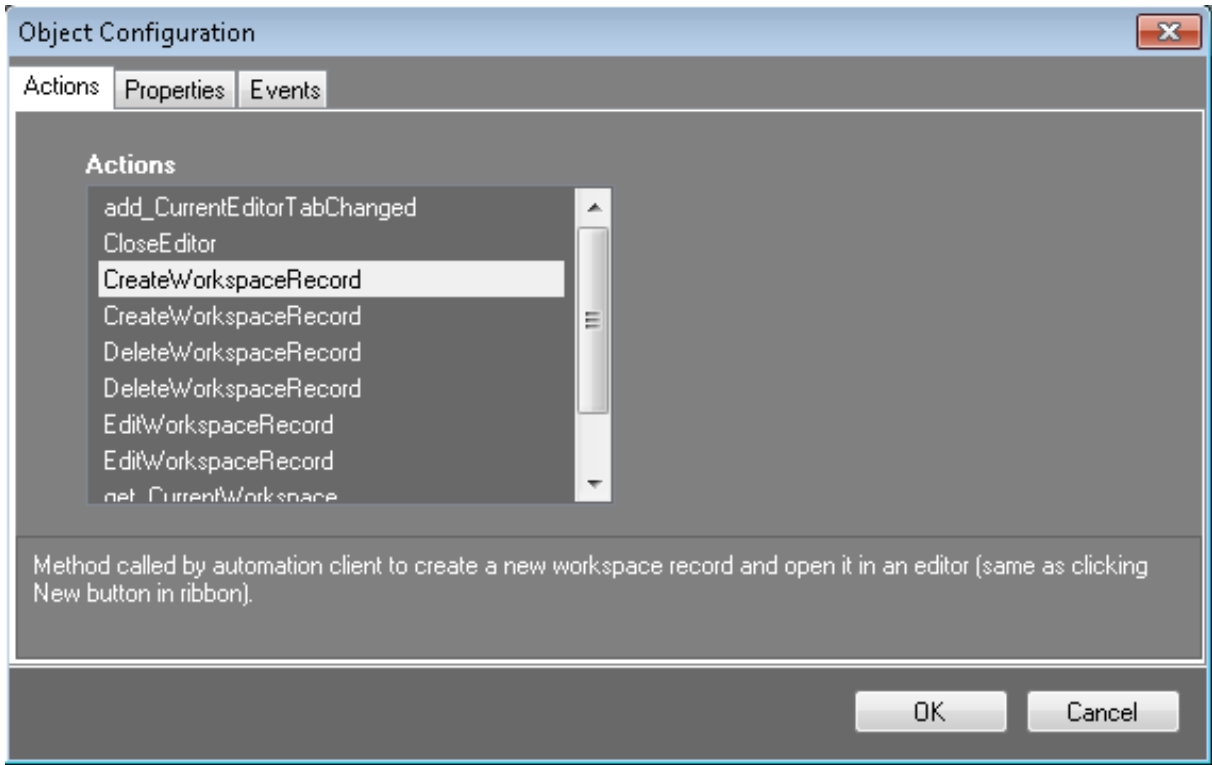 Object Configuration
Actions
Properties
Events
Actions
add_CurrentEditorTabChanged
CloseEditor
CreateWorkspaceRecord
CreateWorkspaceRecord
DeleteWorkspaceRecord
DeleteWorkspaceRecord
EditWorkspaceRecord
EditWorkspaceRecord
get_CurrentWorkspace
Method called by automation client to create a new workspace record and open it in an editor (same as clicking
New button in ribbon).
OK
Cancel